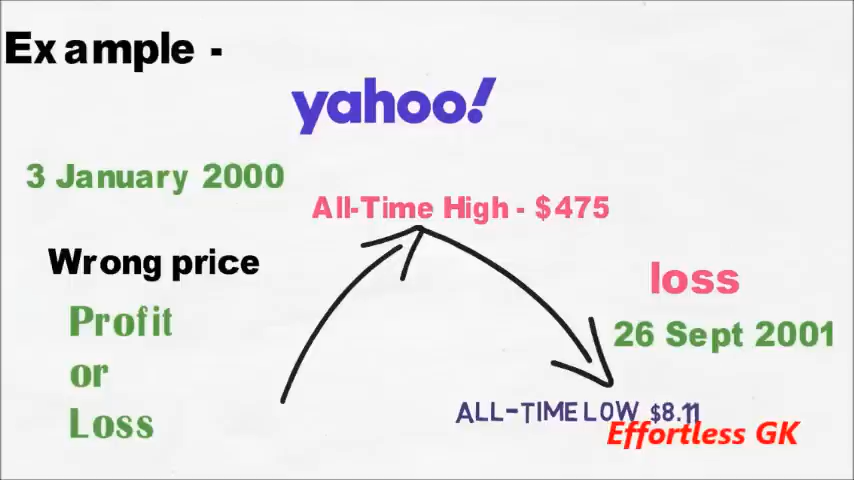 Example -
yahoo!
3 January 2000
All-Time High - $475
Wrong price
loss
Profit
or
Loss
26 Sept 2001
ALL-TIME LOW $8.11
Effortless GK